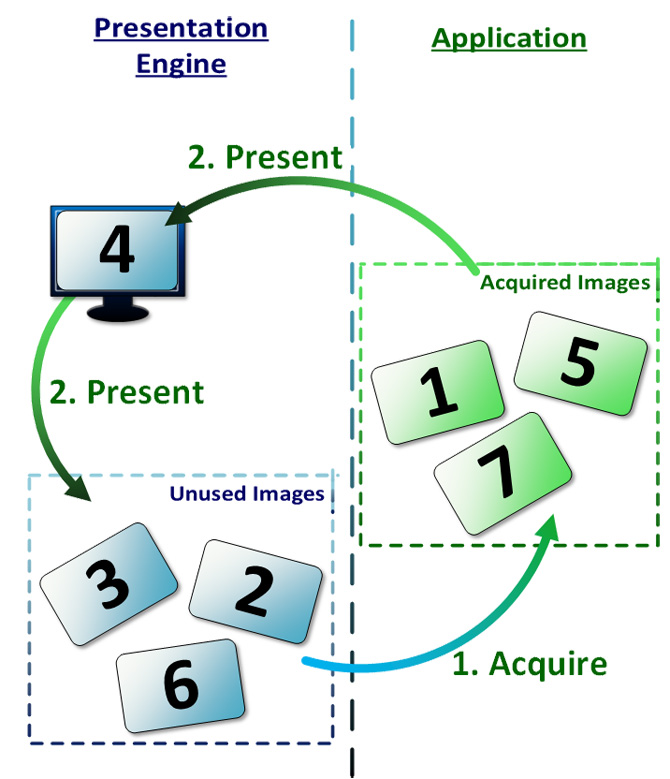 Presentation
Engine
Application
2. Present
4
Acquired Images
5
1
7
2. Present
Unused Images
3
2
6
1. Acquire